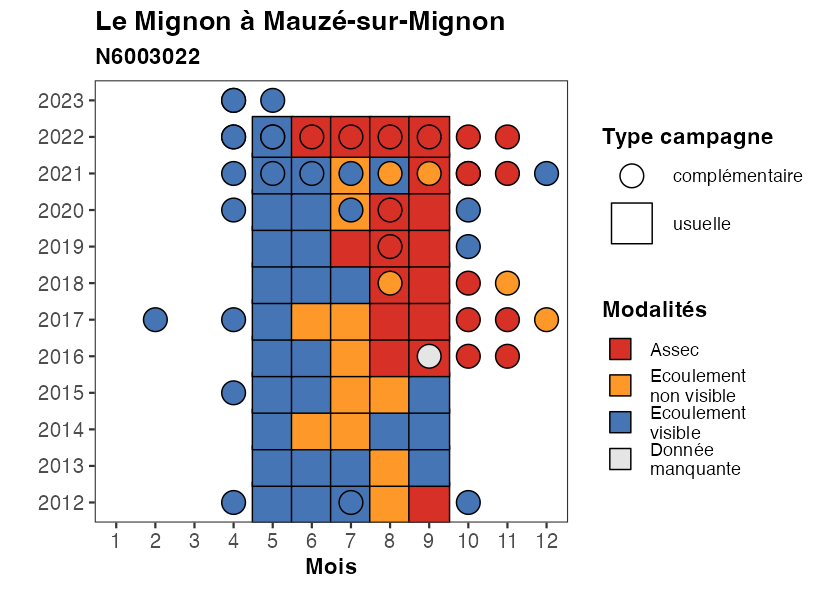 Le Mignon à Mauzé-sur-Mignon
N6003022
2023
2022
2021
2020
2019
2018
2017
2016
2015
2014
2013
2012
1 2 3 4 5 6 7 8 9 10 11 12
Mois
Type campagne
complémentaire
usuelle
Modalités
Assec
Ecoulement
non visible
Ecoulement
visible
Donnée
manquante